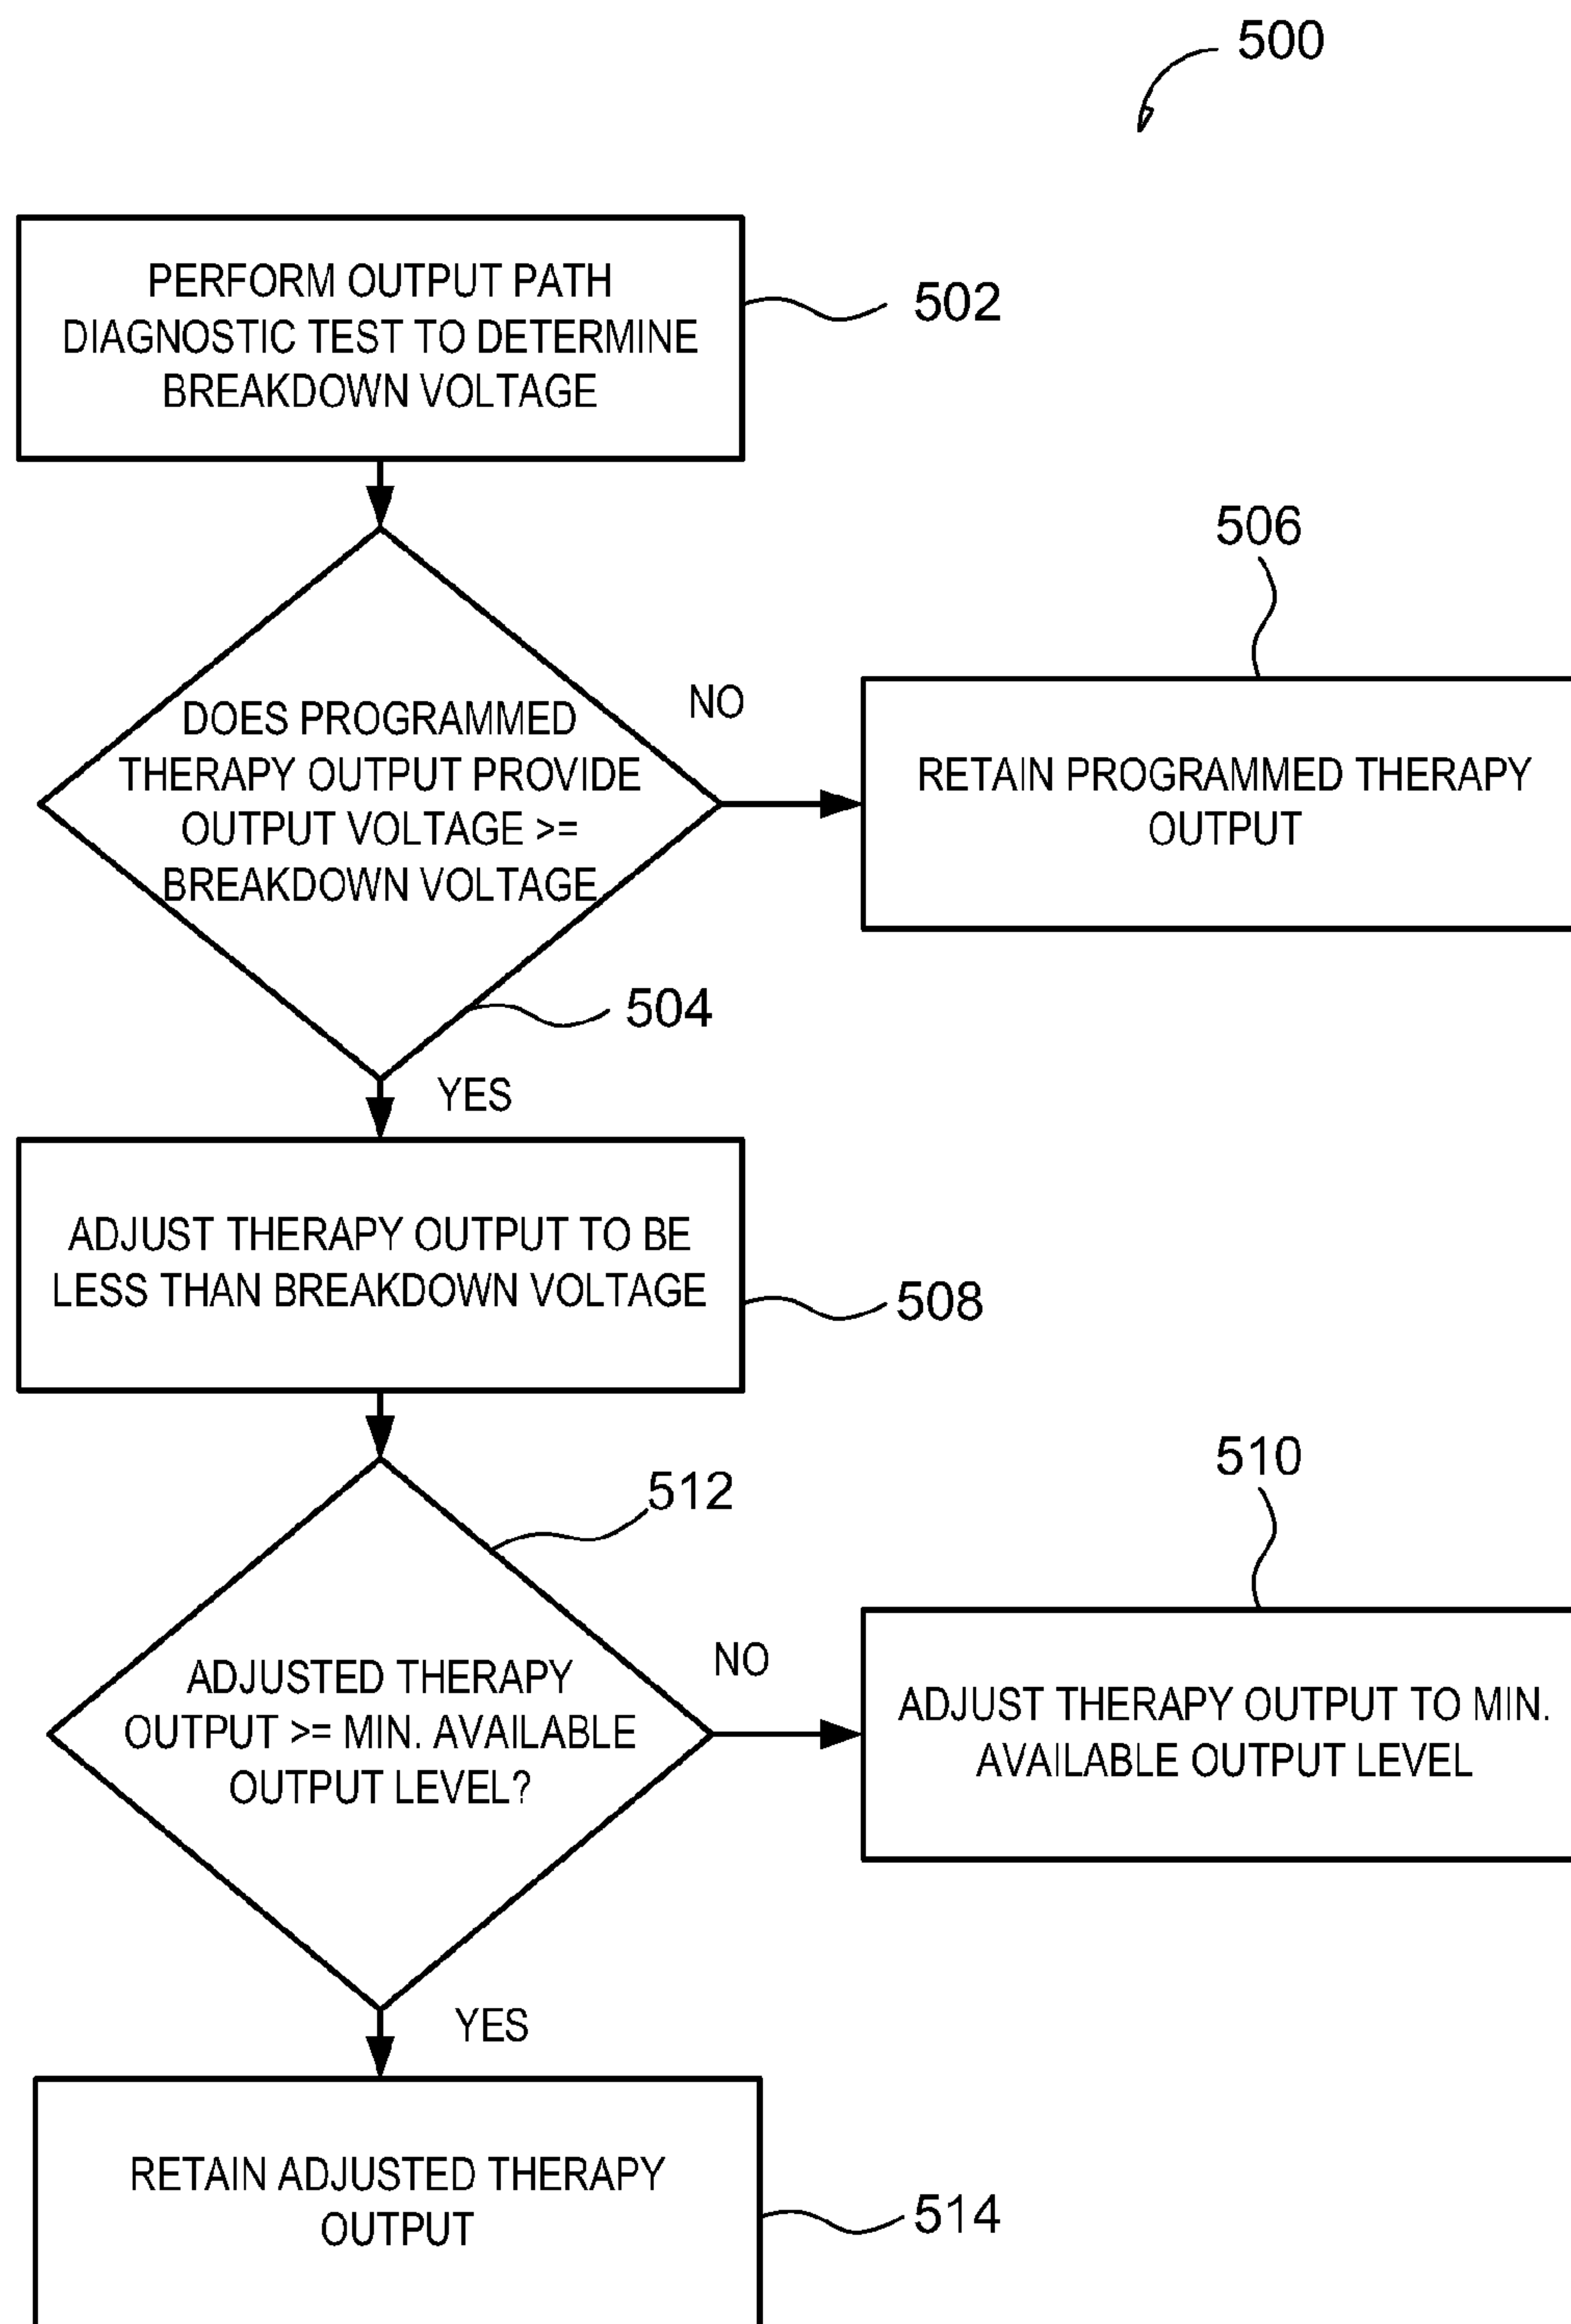 500
PERFORM OUTPUT PATH
DIAGNOSTIC TEST TO DETERMINE
BREAKDOWN VOLTAGE
502
DOES PROGRAMMED
THERAPY OUTPUT PROVIDE
OUTPUT VOLTAGE >=
BREAKDOWN VOLTAGE
504
NO
506
RETAIN PROGRAMMED THERAPY
OUTPUT
YES
ADJUST THERAPY OUTPUT TO BE
LESS THAN BREAKDOWN VOLTAGE
508
512
ADJUSTED THERAPY
OUTPUT >= MIN. AVAILABLE
OUTPUT LEVEL?
NO
510
ADJUST THERAPY OUTPUT TO MIN.
AVAILABLE OUTPUT LEVEL
YES
RETAIN ADJUSTED THERAPY
OUTPUT
514